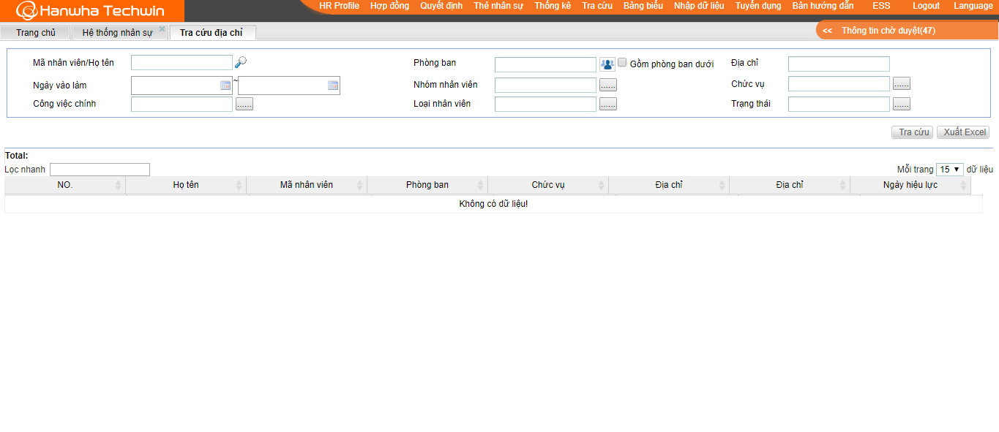 Hanwha Techwin
HR Profile Hợp đồng Quyết định Thẻ nhân sự Thống kê Tra cứu Bảng biểu Nhập dữ liệu Tuyển dụng Bản hướng dẫn ESS Logout Language
Trang chủ Hệ thống nhân sự Tra cứu địa chỉ << Thông tin chờ duyệt(47)
Mã nhân viên/Họ tên Phòng ban Gồm phòng ban dưới Địa chỉ
Ngày vào làm ~ Nhóm nhân viên ...... Chức vụ ......
Công việc chính ...... Loại nhân viên ...... Trạng thái ......
Tra cứu Xuất Excel
Total:
Lọc nhanh Mỗi trang 15 dữ liệu
NO. Họ tên Mã nhân viên Phòng ban Chức vụ Địa chỉ Địa chỉ Ngày hiệu lực
Không có dữ liệu!